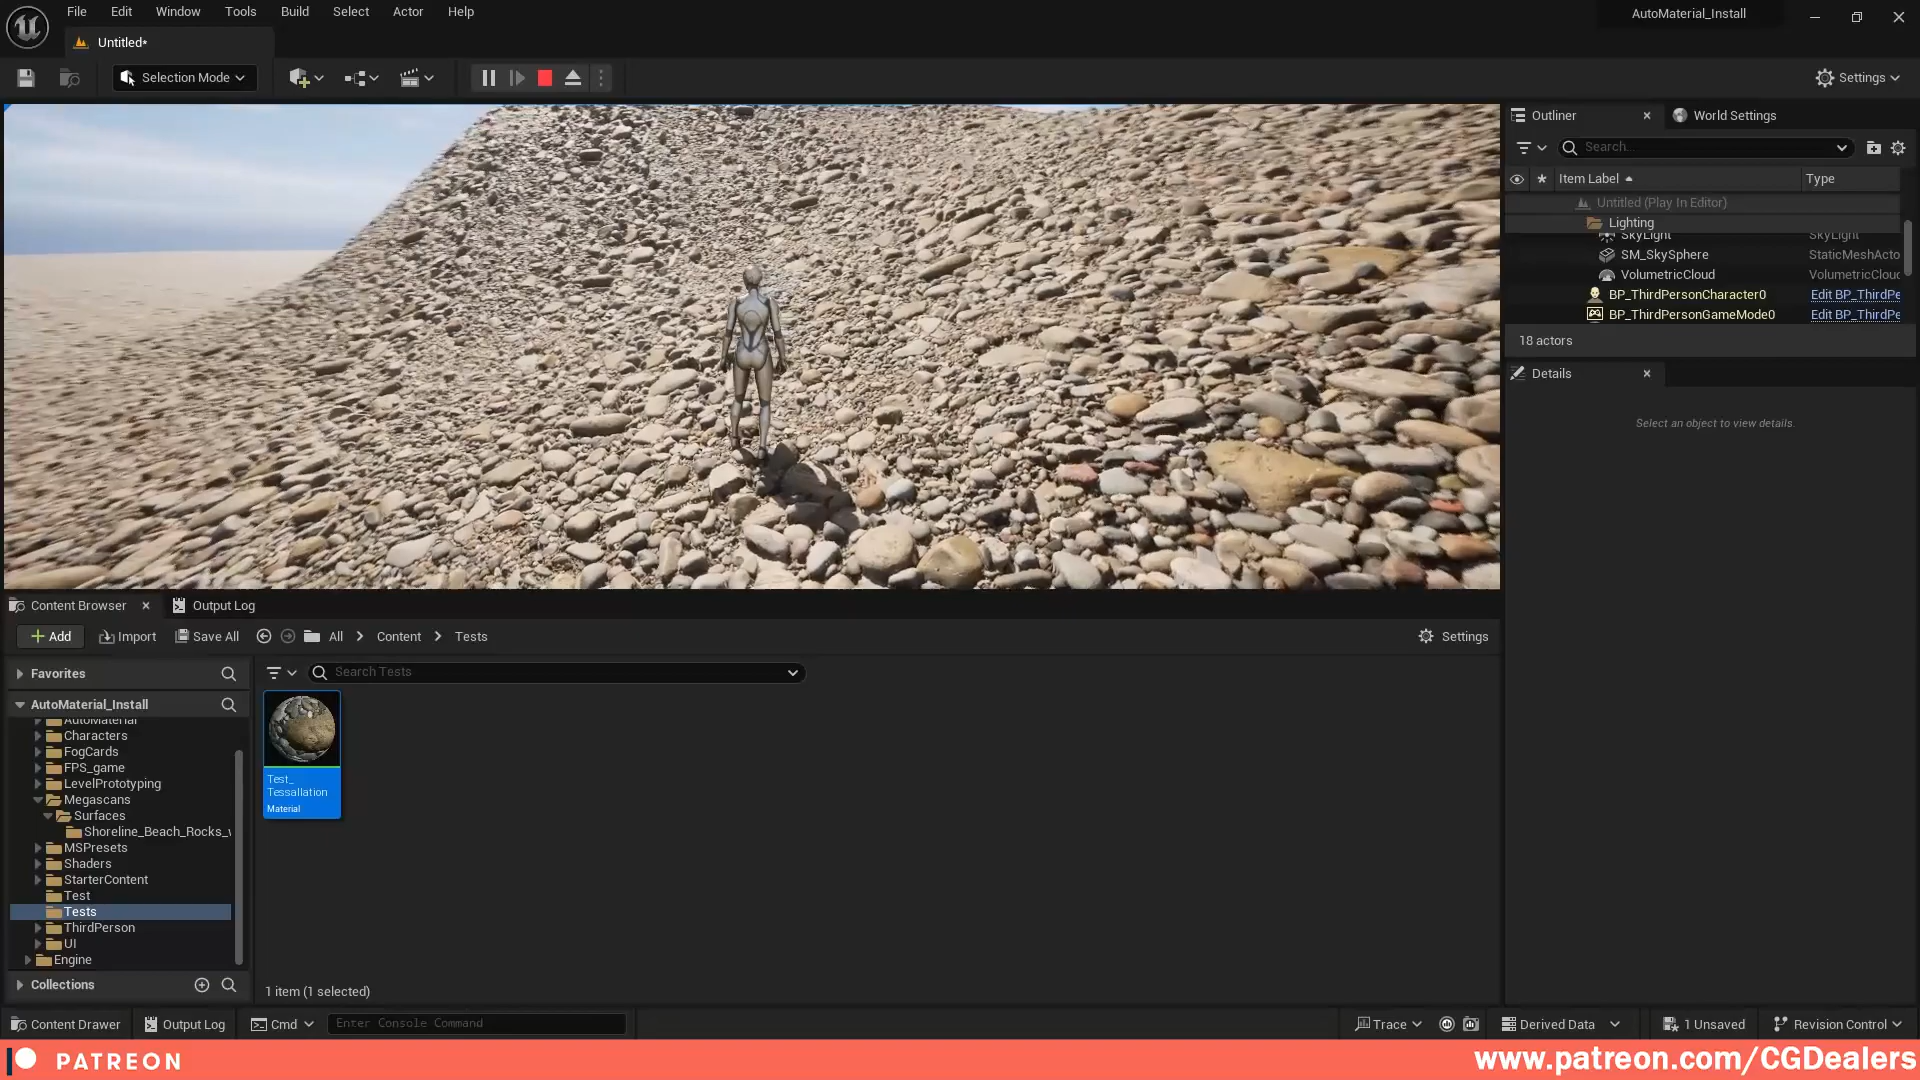 File Edit Window Tools Build Select Actor Help
AutoMaterial_Install
Untitled*
Selection Mode
Settings
Outliner
World Settings
Search...
Item Label
Type
Untitled (Play In Editor)
Lighting
SkyLight SkyLight
SM_SkySphere StaticMeshActo
VolumetricCloud VolumetricClouc
BP_ThirdPersonCharacter0 Edit BP_ThirdPe
BP_ThirdPersonGameMode0 Edit BP_ThirdPe
18 actors
Details
Select an object to view details.
Content Browser
Output Log
Add Import Save All All Content Tests
Settings
Favorites
Search Tests
AutoMaterial_Install
AutoMaterial
Characters
FogCards
FPS_game
LevelPrototyping
Megascans
Surfaces
Shoreline_Beach_Rocks_v
MSPresets
Shaders
StarterContent
Test
Tests
ThirdPerson
UI
Engine
Collections
Test_
Tessallation
Material
1 item (1 selected)
Content Drawer Output Log Cmd Enter Console Command
Trace Derived Data 1 Unsaved Revision Control
PATREON
www.patreon.com/CGDealers